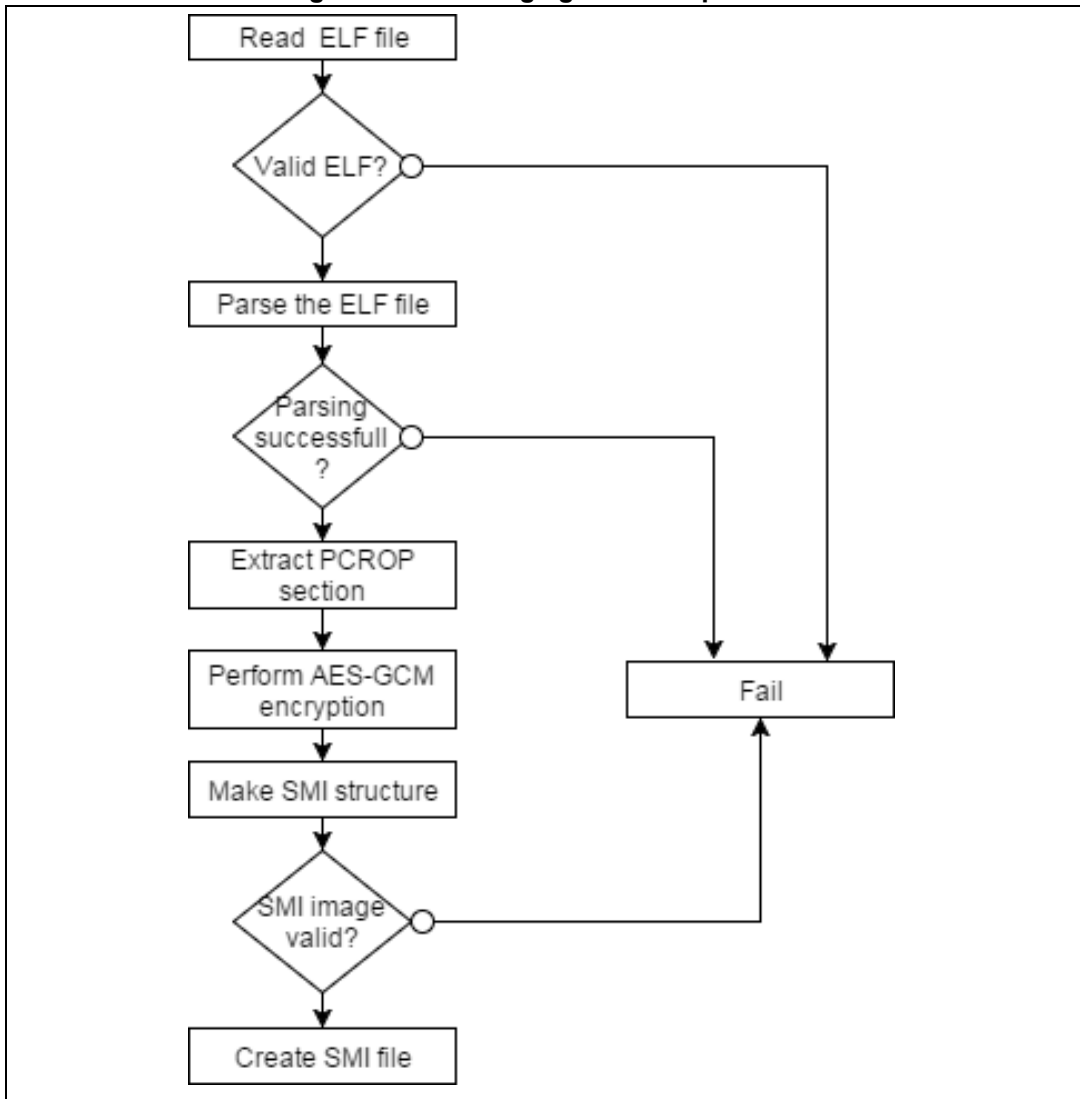 Read ELF file
Valid ELF?
Parse the ELF file
Parsing
successfull
?
Extract PCROP
section
Perform AES-GCM
encryption
Fail
Make SMI structure
SMI image
valid?
Create SMI file